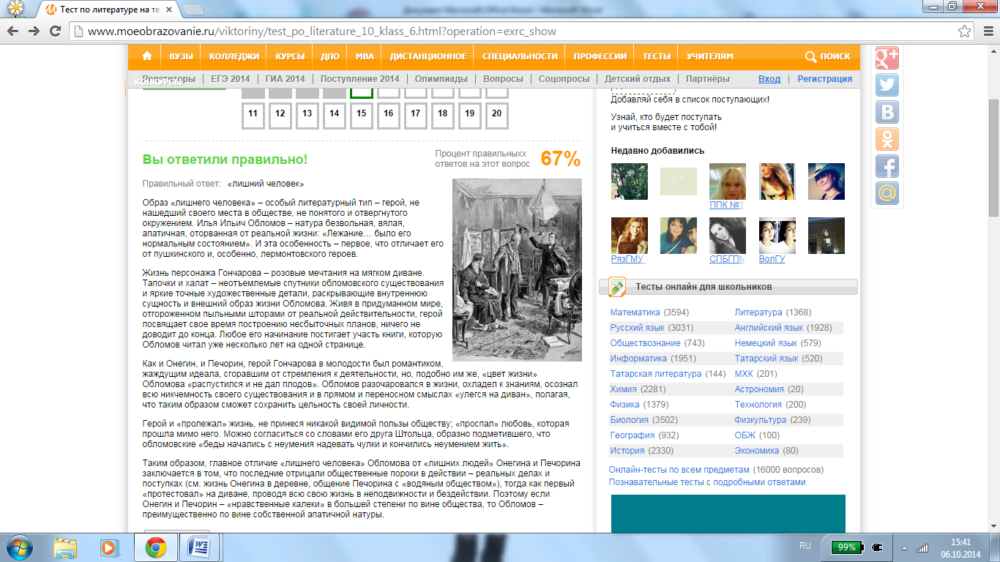 Тест по литературе на те
Документ Microsoft Office Word - Microsoft Word
www.moeobrazovanie.ru/viktoriny/test_po_literature_10_klass_6.html?operation=exrc_show
ВУЗЫ КОЛЛЕДЖИ КУРСЫ ДПО МВА ДИСТАНЦИОННОЕ СПЕЦИАЛЬНОСТИ ПРОФЕССИИ ТЕСТЫ УЧИТЕЛЯМ ПОИСК
Репетиторы ЕГЭ 2014 ГИА 2014 Поступление 2014 Олимпиады Вопросы Соцопросы Детский отдых Партнёры Вход | Регистрация
КОНКУРСЫ
11 12 13 14 15 16 17 18 19 20
Вы ответили правильно!
Процент правильныхх
ответов на этот вопрос
67%
Правильный ответ: «лишний человек»
Образ «лишнего человека» – особый литературный тип – герой, не
нашедший своего места в обществе, не понятого и отвергнутого
окружением. Илья Ильич Обломов – натура безвольная, вялая,
апатичная, оторванная от реальной жизни: «Лежание... было его
нормальным состоянием». И эта особенность – первое, что отличает его
от пушкинского и, особенно, лермонтовского героев.
Жизнь персонажа Гончарова – розовые мечтания на мягком диване.
Тапочки и халат – неотъемлемые спутники обломовского существования
и яркие точные художественные детали, раскрывающие внутреннюю
сущность и внешний образ жизни Обломова. Живя в придуманном мире,
отгороженном пыльными шторами от реальной действительности, герой
посвящает свое время построению несбыточных планов, ничего не
доводит до конца. Любое его начинание постигает участь книги, которую
Обломов читал уже несколько лет на одной странице.
Как и Онегин, и Печорин, герой Гончарова в молодости был романтиком,
жаждущим идеала, сгоравшим от стремления к деятельности, но, подобно им же, «цвет жизни»
Обломова «распустился и не дал плодов». Обломов разочаровался в жизни, охладел к знаниям, осознал
всю никчемность своего существования и в прямом и переносном смыслах «улегся на диван», полагая,
что таким образом сможет сохранить цельность своей личности.
Герой и «пролежал» жизнь, не принеся никакой видимой пользы обществу; «проспал» любовь, которая
прошла мимо него. Можно согласиться со словами его друга Штольца, образно подметившего, что
обломовские «беды начались с неумения надевать чулки и кончились неумением жить».
Таким образом, главное отличие «лишнего человека» Обломова от «лишних людей» Онегина и Печорина
заключается в том, что последние отрицали общественные пороки в действии – реальных делах и
поступках (см. жизнь Онегина в деревне, общение Печорина с «водяным обществом»), тогда как первый
«протестовал» на диване, проводя всю свою жизнь в неподвижности и бездействии. Поэтому если
Онегин и Печорин – «нравственные калеки» в большей степени по вине общества, то Обломов –
преимущественно по вине собственной апатичной натуры.
Добавляй себя в список поступающих!
Узнай, кто будет поступать
и учиться вместе с тобой!
Недавно добавились
ППК №1
РязГМУ СПБГПМ ВолГУ
Тесты онлайн для школьников
Математика (3594) Литература (1368)
Русский язык (3031) Английский язык (1928)
Обществознание (743) Немецкий язык (579)
Информатика (1951) Татарский язык (520)
Татарская литература (144) МХК (201)
Химия (2281) Астрономия (20)
Физика (1379) Технология (200)
Биология (3502) Физкультура (239)
География (932) ОБЖ (100)
История (2330) Экономика (80)
Онлайн-тесты по всем предметам (16000 вопросов)
Познавательные тесты с подробными ответами
RU 99% 15:41
06.10.2014